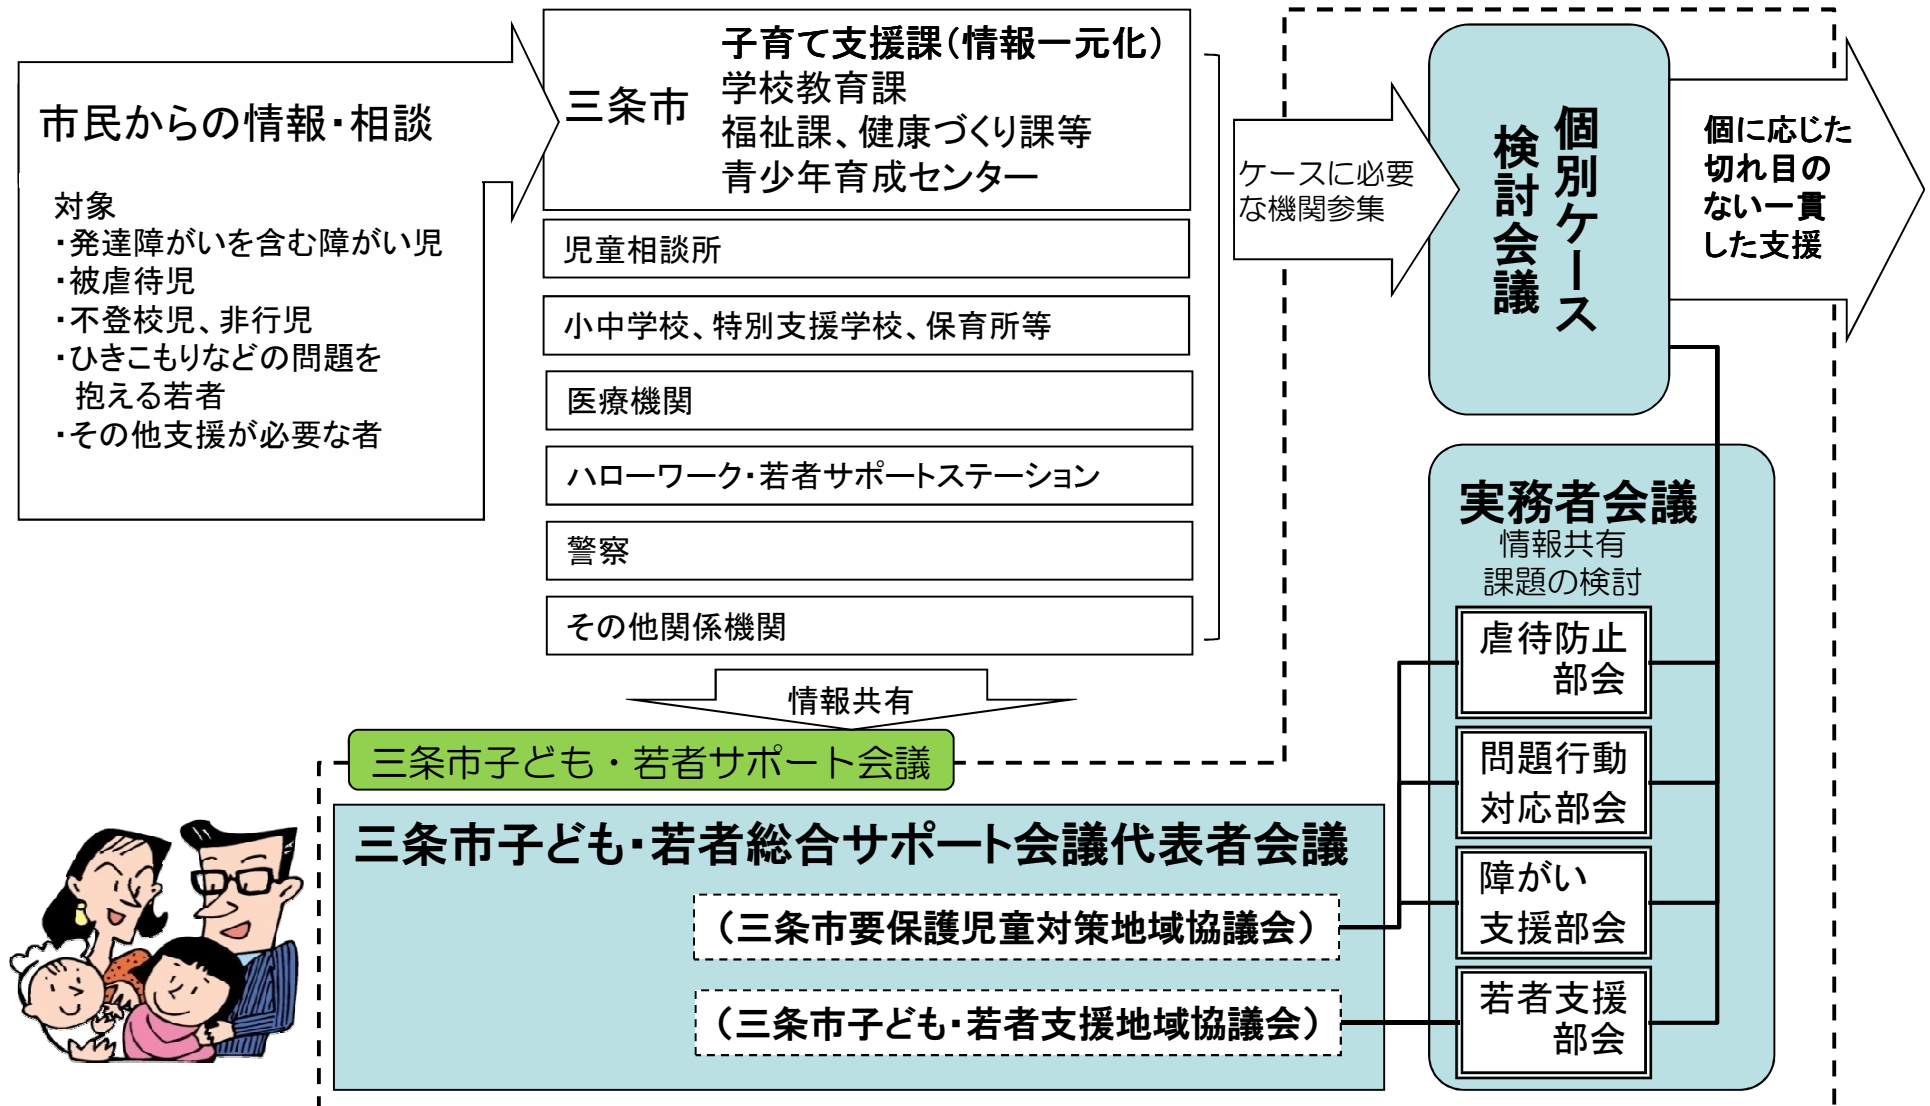 市民からの情報・相談
対象
・発達障がいを含む障がい児
・被虐待児
・不登校児、非行児
・ひきこもりなどの問題を
抱える若者
・その他支援が必要な者
三条市
子育て支援課(情報一元化)
学校教育課
福祉課、健康づくり課等
青少年育成センター
児童相談所
小中学校、特別支援学校、保育所等
医療機関
ハローワーク・若者サポートステーション
警察
その他関係機関
情報共有
ケースに必要
な機関参集
個別ケース
検討会議
個に応じた
切れ目の
ない一貫
した支援
実務者会議
情報共有
課題の検討
虐待防止
部会
問題行動
対応部会
障がい
支援部会
若者支援
部会
三条市子ども・若者サポート会議
三条市子ども・若者総合サポート会議代表者会議
(三条市要保護児童対策地域協議会)
(三条市子ども・若者支援地域協議会)